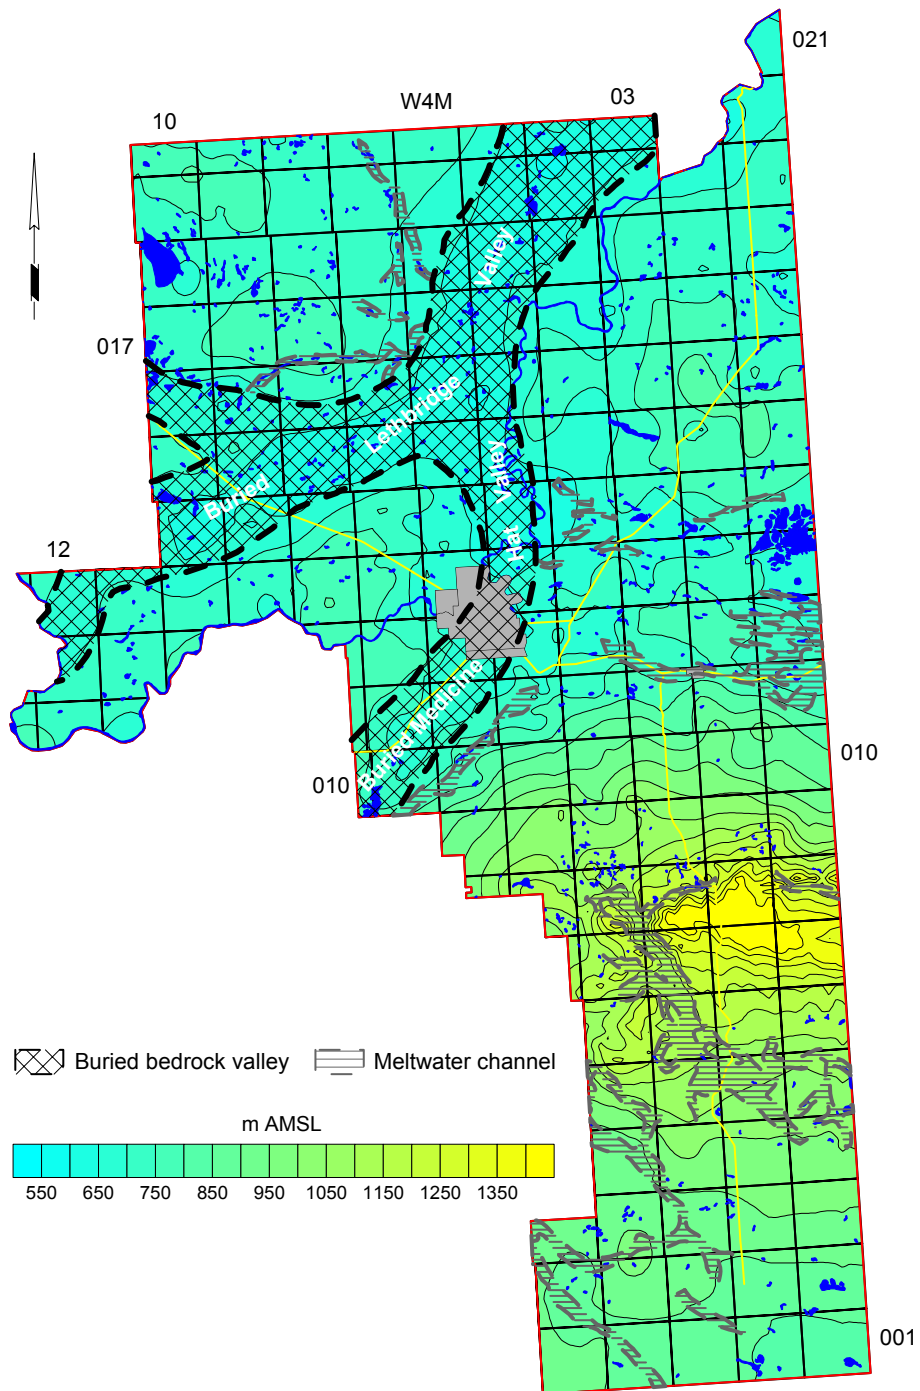 021
W4M
03
10
Valley
017
Lethbridge
Valley
Buried
Hat
12
Buried Medicine
010
010
Buried bedrock valley
Meltwater channel
m AMSL
550 650 750 850 950 1050 1150 1250 1350
001